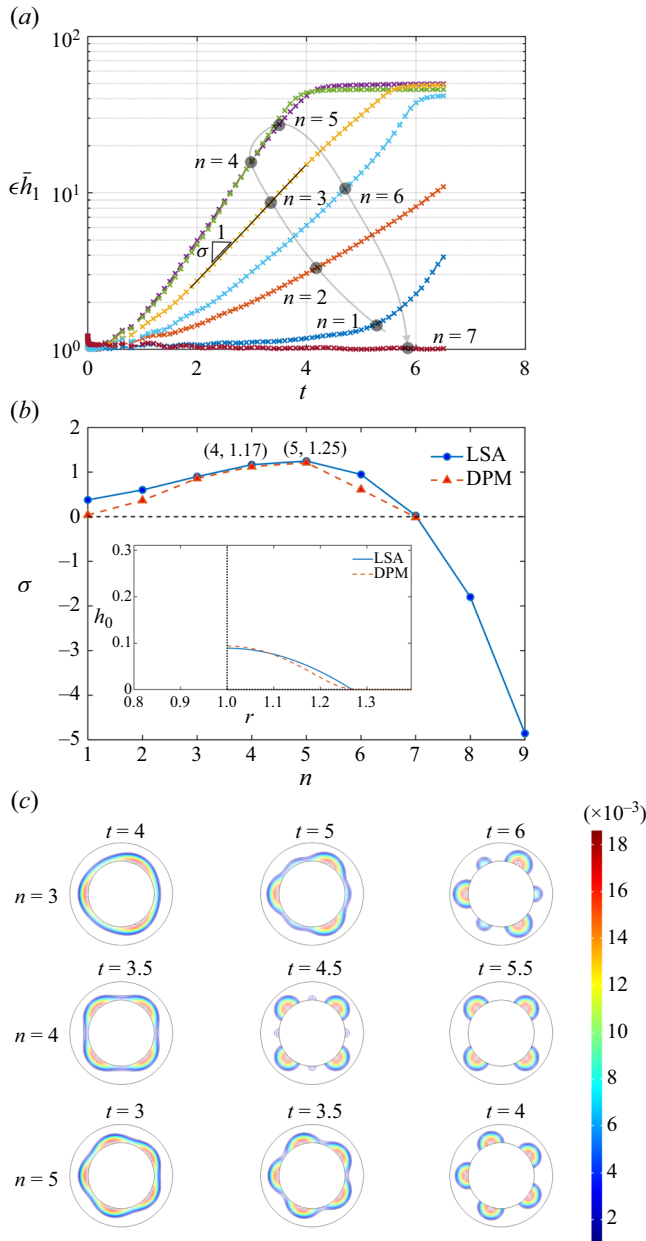 (a)
10²
n = 5
n = 4
ϵh̄₁ 10¹
n = 6
1
n = 3
σ
n = 2
n = 1
n = 7
10⁰
0 2 4 6 8
t
(b)
2
(4, 1.17) (5, 1.25)
LSA
1
DPM
0
0.3
LSA
–1
DPM
0.2
–2
σ
h₀
0.1
–3
0
–4
0.8 0.9 1.0 1.1 1.2 1.3
r
–5
1 2 3 4 5 6 7 8 9
n
(c)
(×10⁻³)
t = 4 t = 5 t = 6
18
n = 3
16
14
t = 3.5 t = 4.5 t = 5.5
12
n = 4
10
8
t = 3 t = 3.5 t = 4
6
n = 5
4
2